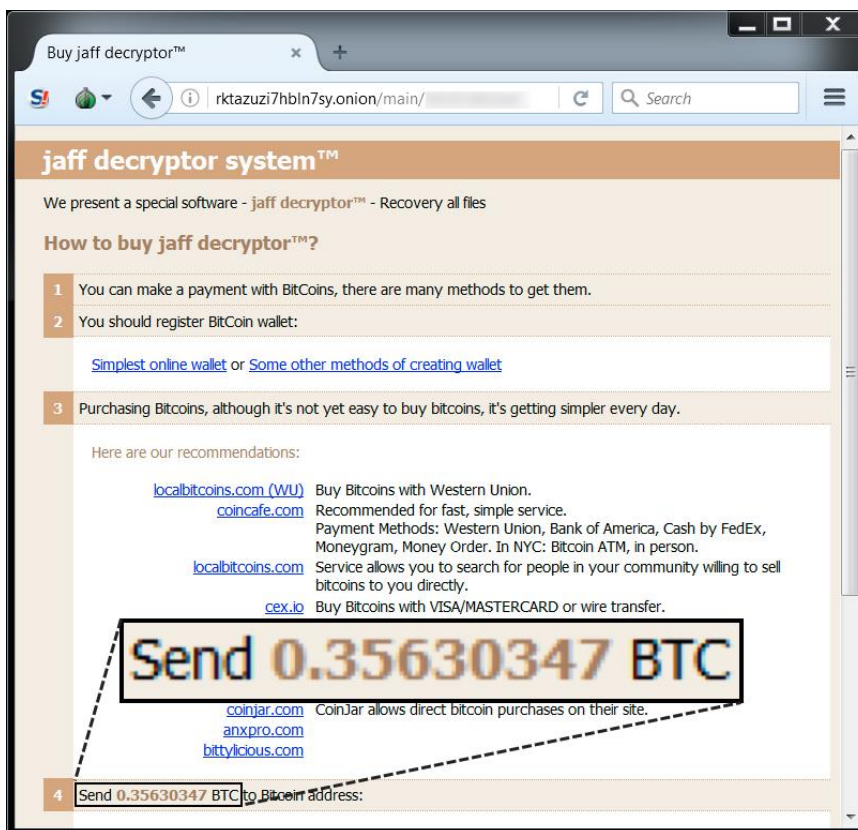 Buy jaff decryptor™
rktazuzi7hbln7sy.onion/main/
Search
jaff decryptor system™
We present a special software - jaff decryptor™ - Recovery all files
How to buy jaff decryptor™?
1 You can make a payment with BitCoins, there are many methods to get them.
2 You should register BitCoin wallet:
Simplest online wallet or Some other methods of creating wallet
3 Purchasing Bitcoins, although it's not yet easy to buy bitcoins, it's getting simpler every day.
Here are our recommendations:
localbitcoins.com (WU) Buy Bitcoins with Western Union.
coincafe.com Recommended for fast, simple service.
Payment Methods: Western Union, Bank of America, Cash by FedEx,
Moneygram, Money Order. In NYC: Bitcoin ATM, in person.
localbitcoins.com Service allows you to search for people in your community willing to sell
bitcoins to you directly.
cex.io Buy Bitcoins with VISA/MASTERCARD or wire transfer.
Send 0.35630347 BTC
coinjar.com CoinJar allows direct bitcoin purchases on their site.
anxpro.com
bittylicious.com
4 Send 0.35630347 BTC to Bitcoin address: